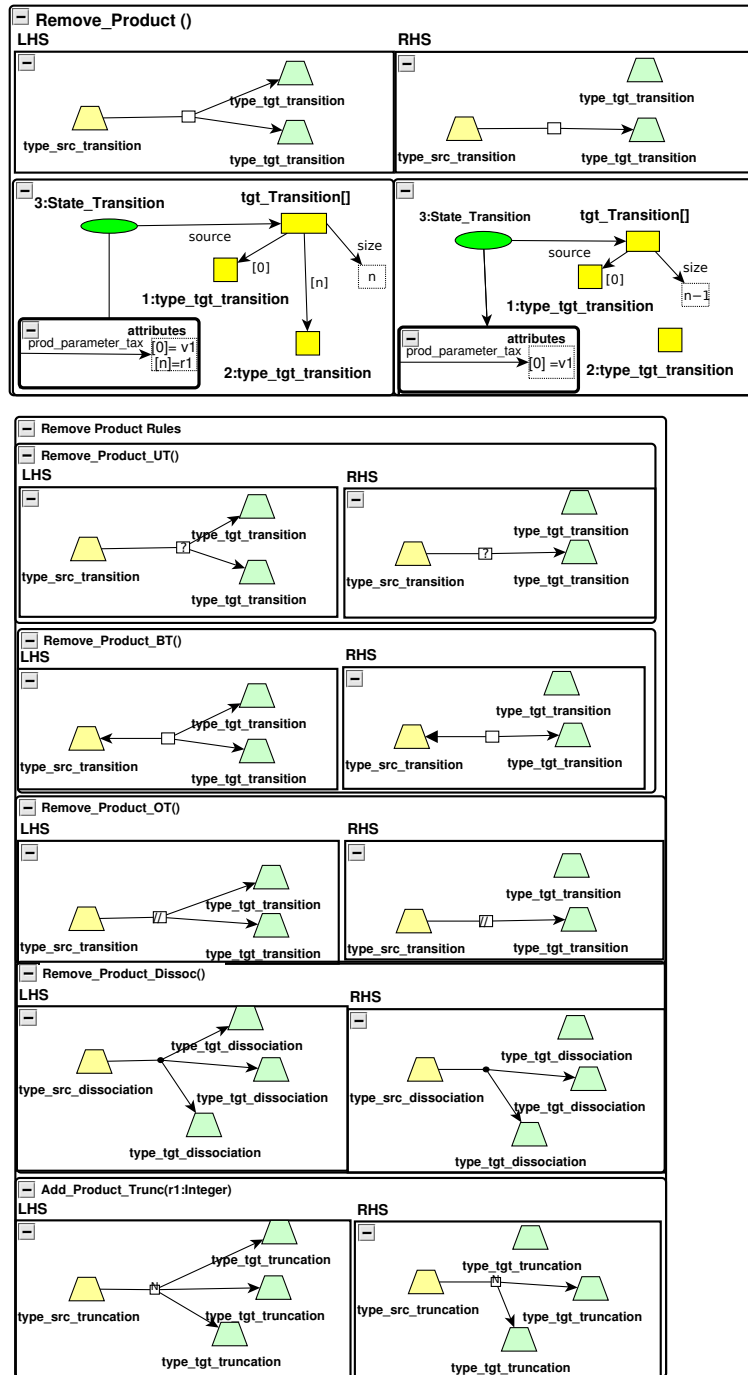 Remove_Product ()
LHS
RHS
type_tgt_transition
type_src_transition
type_tgt_transition
type_tgt_transition
type_src_transition
type_tgt_transition
3:State_Transition
tgt_Transition[]
source
size
[0]
[n]
n
1:type_tgt_transition
attributes
prod_parameter_tax
[0]= v1
[n]=r1
2:type_tgt_transition
3:State_Transition
tgt_Transition[]
source
size
[0]
n−1
1:type_tgt_transition
attributes
prod_parameter_tax
[0] =v1
2:type_tgt_transition
Remove Product Rules
Remove_Product_UT()
LHS
RHS
type_tgt_transition
?
type_src_transition
type_tgt_transition
type_tgt_transition
?
type_src_transition
type_tgt_transition
Remove_Product_BT()
LHS
RHS
type_tgt_transition
type_src_transition
type_tgt_transition
type_tgt_transition
type_src_transition
type_tgt_transition
Remove_Product_OT()
LHS
RHS
type_tgt_transition
//
type_src_transition
type_tgt_transition
type_tgt_transition
//
type_src_transition
type_tgt_transition
Remove_Product_Dissoc()
LHS
RHS
type_tgt_dissociation
type_src_dissociation
type_tgt_dissociation
type_tgt_dissociation
type_tgt_dissociation
type_src_dissociation
type_tgt_dissociation
type_tgt_dissociation
Add_Product_Trunc(r1:Integer)
LHS
RHS
type_tgt_truncation
N
type_src_truncation
type_tgt_truncation
type_tgt_truncation
type_tgt_truncation
N
type_src_truncation
type_tgt_truncation
type_tgt_truncation